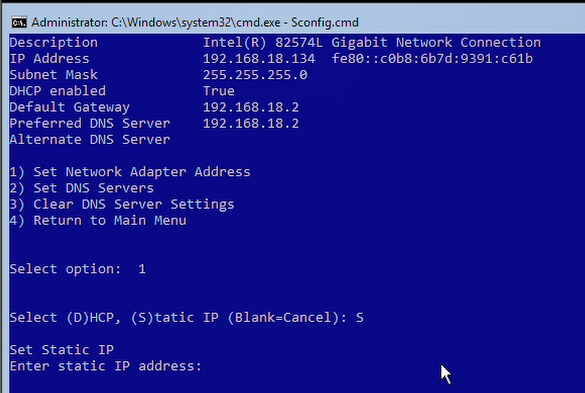 Administrator: C:\Windows\system32\cmd.exe - Sconfig.cmd
Description Intel(R) 82574L Gigabit Network Connection
IP Address 192.168.18.134 fe80::c0b8:6b7d:9391:c61b
Subnet Mask 255.255.255.0
DHCP enabled True
Default Gateway 192.168.18.2
Preferred DNS Server 192.168.18.2
Alternate DNS Server
1) Set Network Adapter Address
2) Set DNS Servers
3) Clear DNS Server Settings
4) Return to Main Menu
Select option: 1
Select (D)HCP, (S)tatic IP (Blank=Cancel): S
Set Static IP
Enter static IP address: